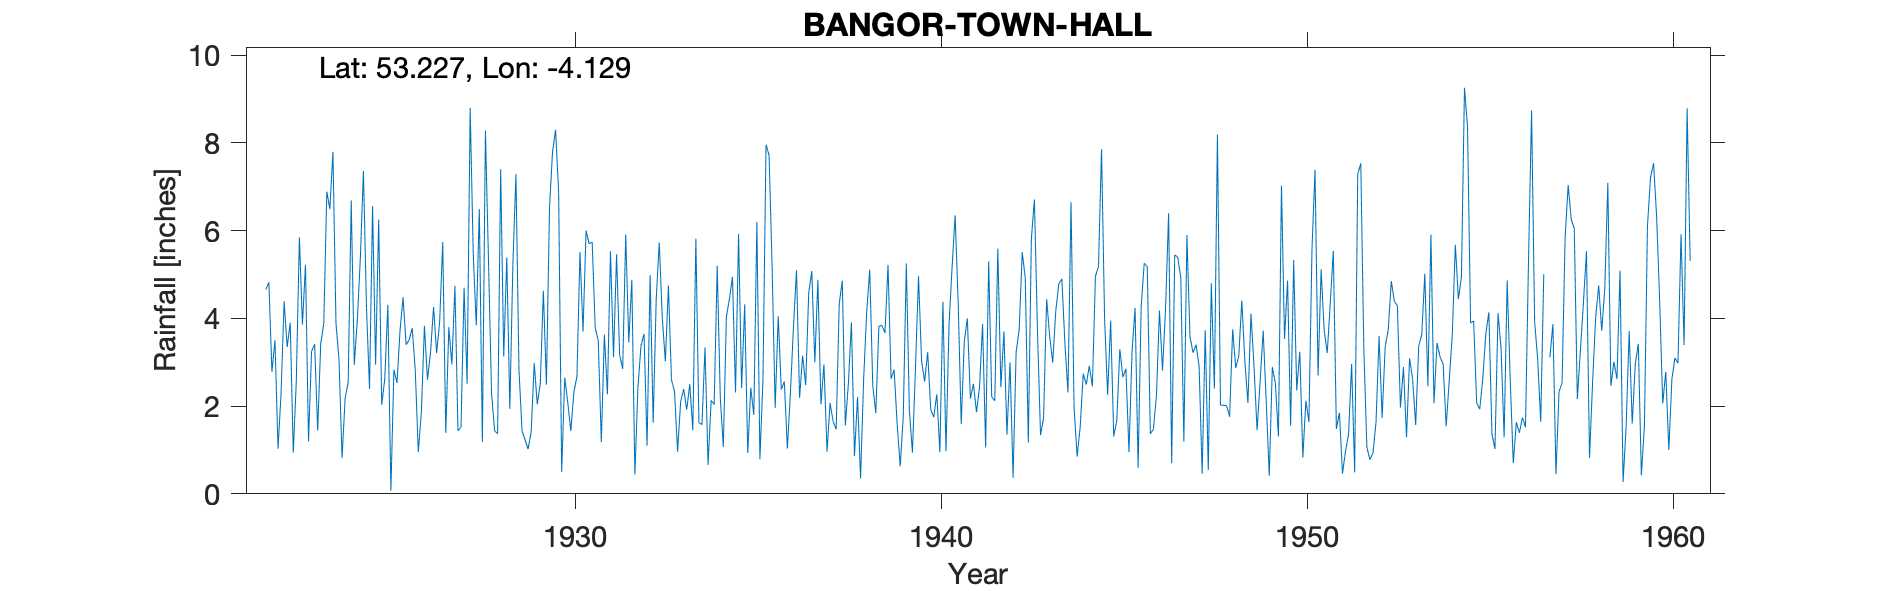 BANGOR-TOWN-HALL
Lat: 53.227, Lon: -4.129
10
8
6
4
2
0
Rainfall [inches]
1930 1940 1950 1960
Year